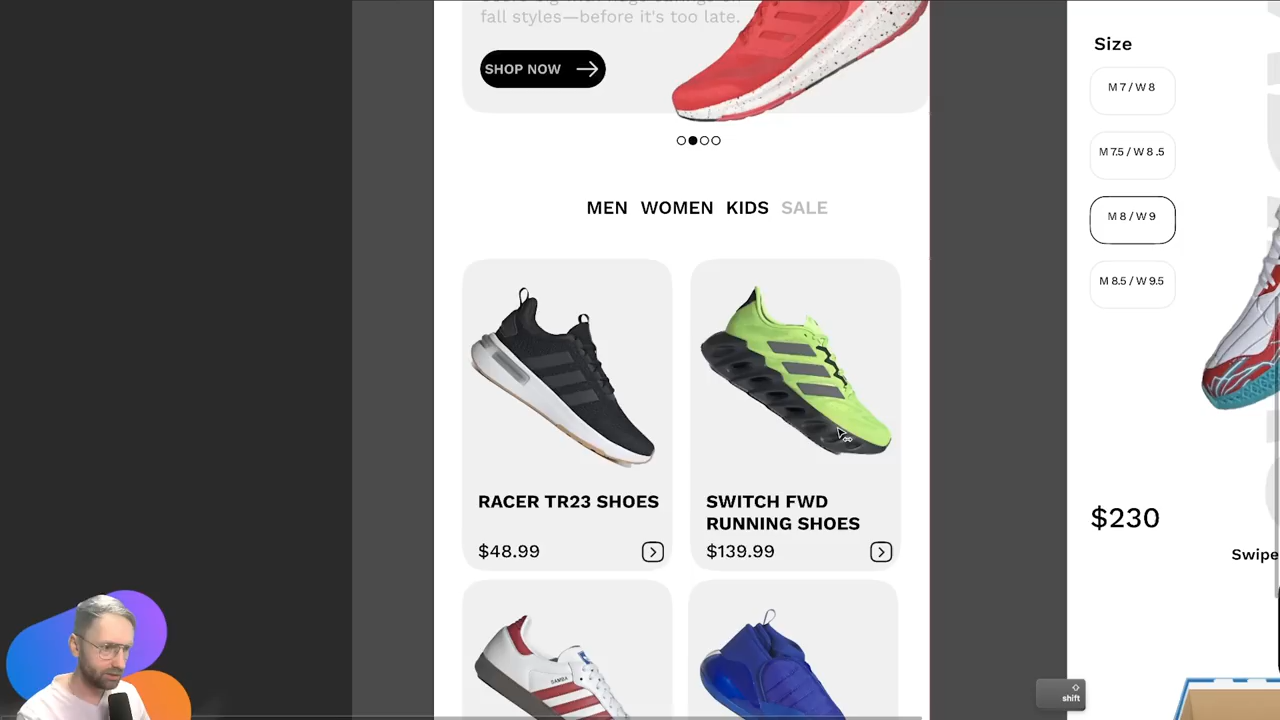 fall styles—before it's too late.
SHOP NOW
MEN WOMEN KIDS SALE
RACER TR23 SHOES
$48.99
SWITCH FWD
RUNNING SHOES
$139.99
SAMBA
Size
M 7 / W 8
M 7.5 / W 8 .5
M 8 / W 9
M 8.5 / W 9.5
$230
Swipe
shift